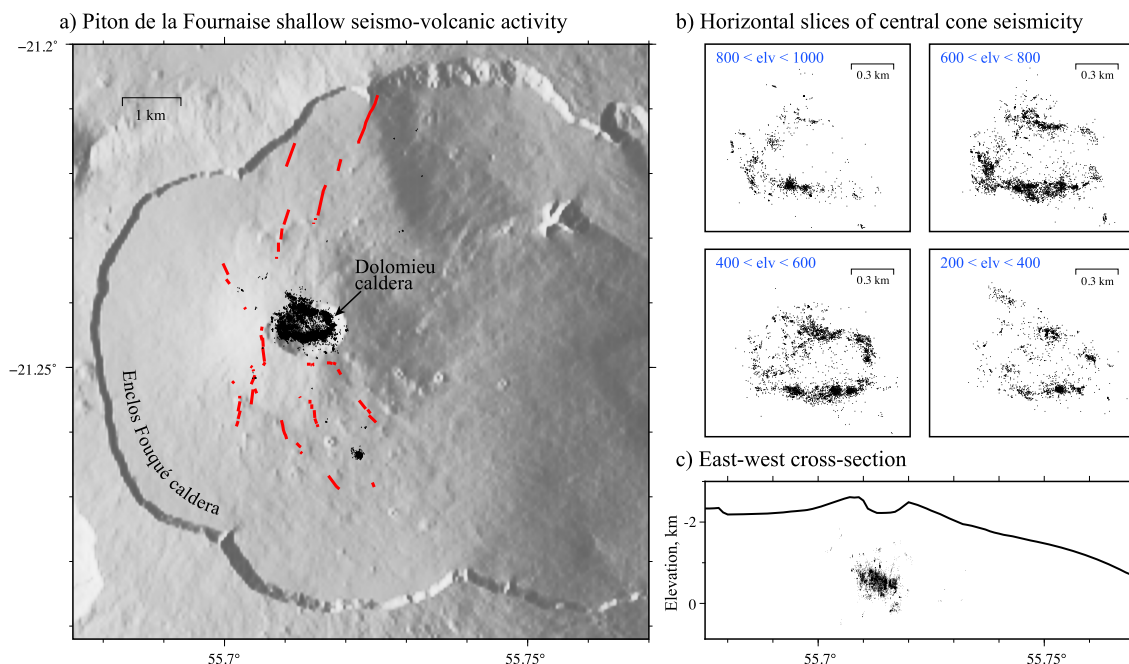 a) Piton de la Fournaise shallow seismo-volcanic activity
−21.2°
1 km
Dolomieu
caldera
−21.25°
Enclos Fouqué caldera
55.7°
55.75°
b) Horizontal slices of central cone seismicity
800 < elv < 1000
0.3 km
600 < elv < 800
0.3 km
400 < elv < 600
0.3 km
200 < elv < 400
0.3 km
c) East-west cross-section
Elevation, km
-2
0
55.7°
55.75°